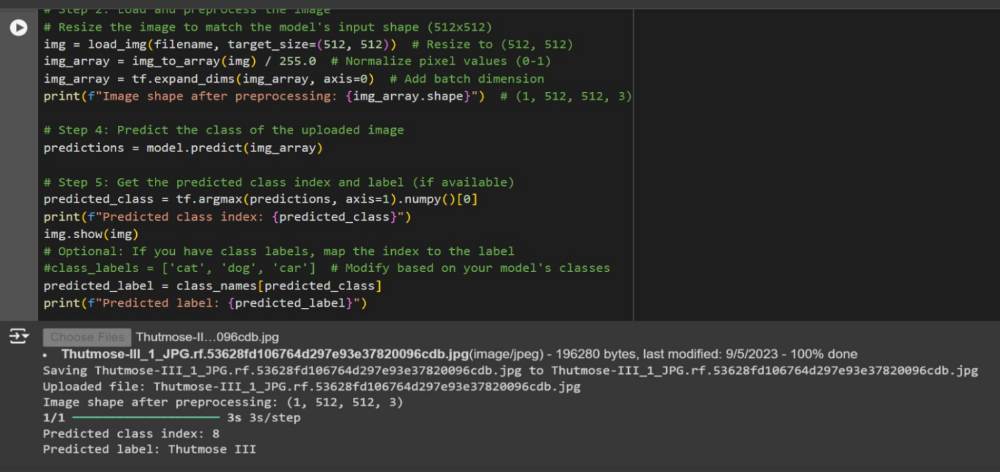 # Step 2: Load and preprocess the image
# Resize the image to match the model's input shape (512x512)
img = load_img(filename, target_size=(512, 512))  # Resize to (512, 512)
img_array = img_to_array(img) / 255.0  # Normalize pixel values (0-1)
img_array = tf.expand_dims(img_array, axis=0)  # Add batch dimension
print(f"Image shape after preprocessing: {img_array.shape}")  # (1, 512, 512, 3)
# Step 4: Predict the class of the uploaded image
predictions = model.predict(img_array)
# Step 5: Get the predicted class index and label (if available)
predicted_class = tf.argmax(predictions, axis=1).numpy()[0]
print(f"Predicted class index: {predicted_class}")
img.show(img)
# Optional: If you have class labels, map the index to the label
#class_labels = ['cat', 'dog', 'car']  # Modify based on your model's classes
predicted_label = class_names[predicted_class]
print(f"Predicted label: {predicted_label}")
Choose Files Thutmose-II...096cdb.jpg
• Thutmose-III_1_JPG.rf.53628fd106764d297e93e37820096cdb.jpg(image/jpeg) - 196280 bytes, last modified: 9/5/2023 - 100% done
Saving Thutmose-III_1_JPG.rf.53628fd106764d297e93e37820096cdb.jpg to Thutmose-III_1_JPG.rf.53628fd106764d297e93e37820096cdb.jpg
Uploaded file: Thutmose-III_1_JPG.rf.53628fd106764d297e93e37820096cdb.jpg
Image shape after preprocessing: (1, 512, 512, 3)
1/1 3s 3s/step
Predicted class index: 8
Predicted label: Thutmose III